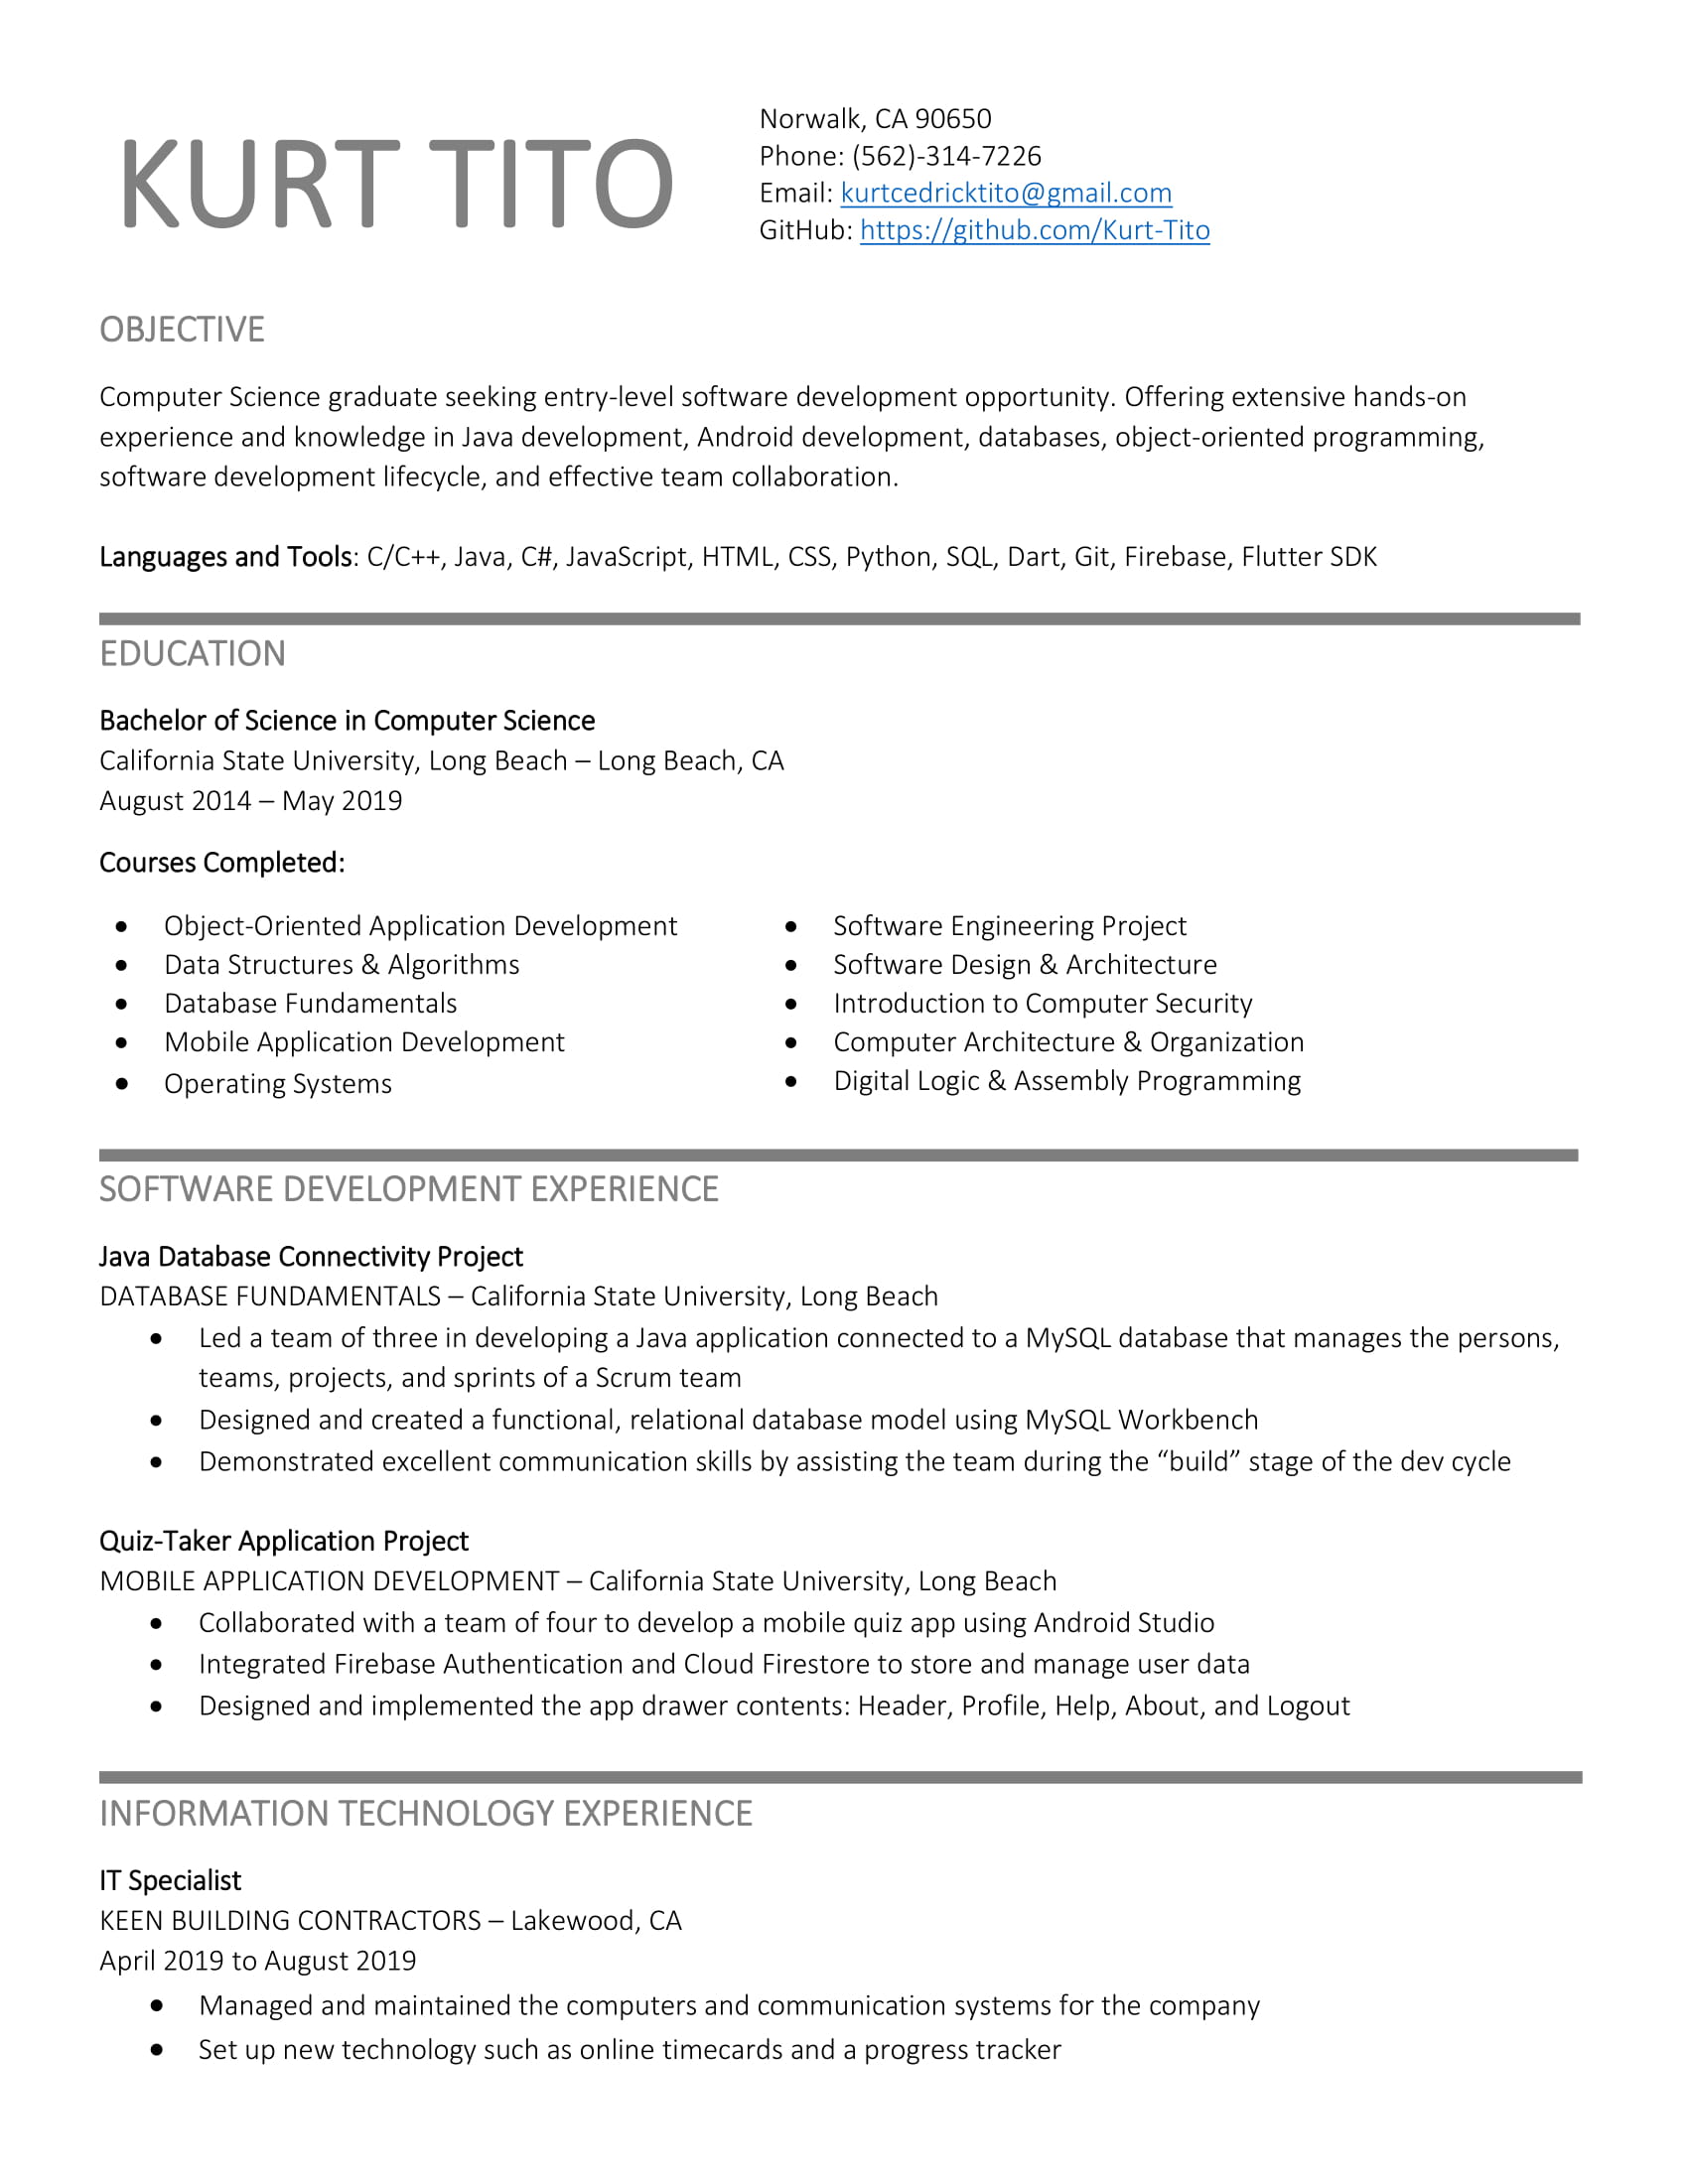 KURT TITO
Norwalk, CA 90650
Phone: (562)-314-7226
Email: kurtcedricktito@gmail.com
GitHub: https://github.com/Kurt-Tito
OBJECTIVE
Computer Science graduate seeking entry-level software development opportunity. Offering extensive hands-on
experience and knowledge in Java development, Android development, databases, object-oriented programming,
software development lifecycle, and effective team collaboration.
Languages and Tools: C/C++, Java, C#, JavaScript, HTML, CSS, Python, SQL, Dart, Git, Firebase, Flutter SDK
EDUCATION
Bachelor of Science in Computer Science
California State University, Long Beach – Long Beach, CA
August 2014 – May 2019
Courses Completed:
• Object-Oriented Application Development
• Data Structures & Algorithms
• Database Fundamentals
• Mobile Application Development
• Operating Systems
• Software Engineering Project
• Software Design & Architecture
• Introduction to Computer Security
• Computer Architecture & Organization
• Digital Logic & Assembly Programming
SOFTWARE DEVELOPMENT EXPERIENCE
Java Database Connectivity Project
DATABASE FUNDAMENTALS – California State University, Long Beach
• Led a team of three in developing a Java application connected to a MySQL database that manages the persons,
teams, projects, and sprints of a Scrum team
• Designed and created a functional, relational database model using MySQL Workbench
• Demonstrated excellent communication skills by assisting the team during the “build” stage of the dev cycle
Quiz-Taker Application Project
MOBILE APPLICATION DEVELOPMENT – California State University, Long Beach
• Collaborated with a team of four to develop a mobile quiz app using Android Studio
• Integrated Firebase Authentication and Cloud Firestore to store and manage user data
• Designed and implemented the app drawer contents: Header, Profile, Help, About, and Logout
INFORMATION TECHNOLOGY EXPERIENCE
IT Specialist
KEEN BUILDING CONTRACTORS – Lakewood, CA
April 2019 to August 2019
• Managed and maintained the computers and communication systems for the company
• Set up new technology such as online timecards and a progress tracker